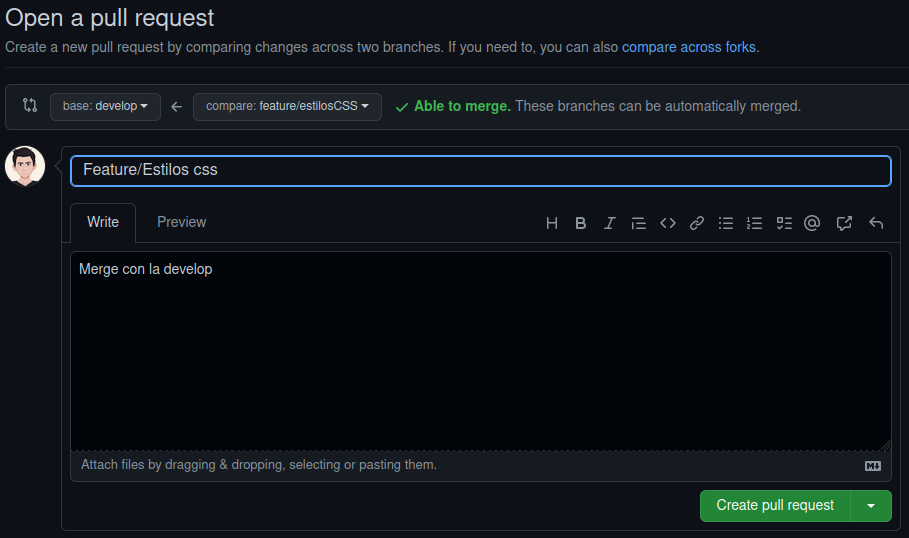 Open a pull request
Create a new pull request by comparing changes across two branches. If you need to, you can also compare across forks.
base: develop compare: feature/estilosCSS Able to merge. These branches can be automatically merged.
Feature/Estilos css
Write Preview
Merge con la develop
Attach files by dragging & dropping, selecting or pasting them.
Create pull request